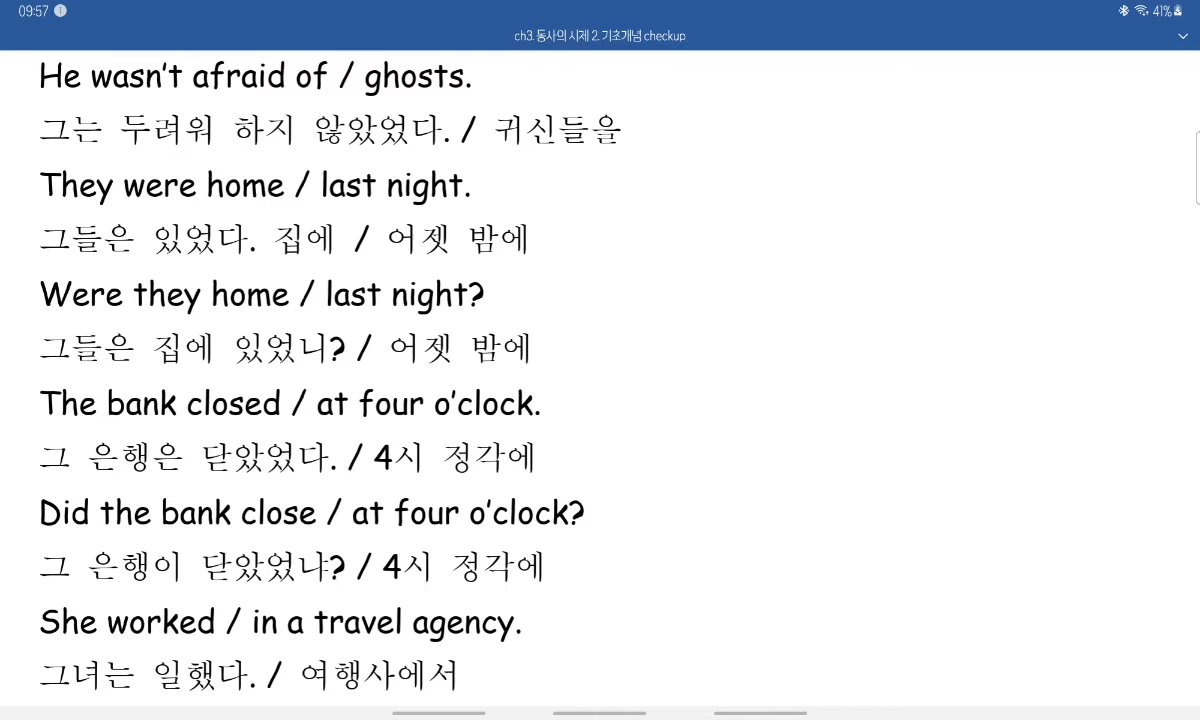 09:57
41%
ch3. 동사의 시제 2. 기초개념 checkup
He wasn't afraid of / ghosts.
그는 두려워 하지 않았었다. / 귀신들을
They were home / last night.
그들은 있었다. 집에 / 어젯 밤에
Were they home / last night?
그들은 집에 있었니? / 어젯 밤에
The bank closed / at four o'clock.
그 은행은 닫았었다. / 4시 정각에
Did the bank close / at four o'clock?
그 은행이 닫았었냐? / 4시 정각에
She worked / in a travel agency.
그녀는 일했다. / 여행사에서